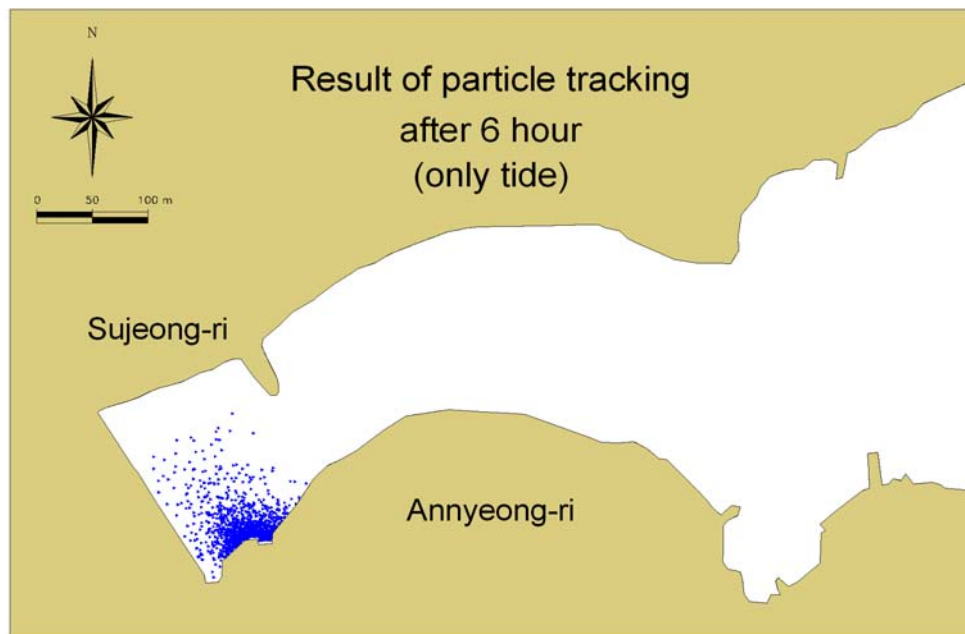 N
Result of particle tracking
after 6 hour
(only tide)
0 50 100 m
Sujeong-ri
Annyeong-ri